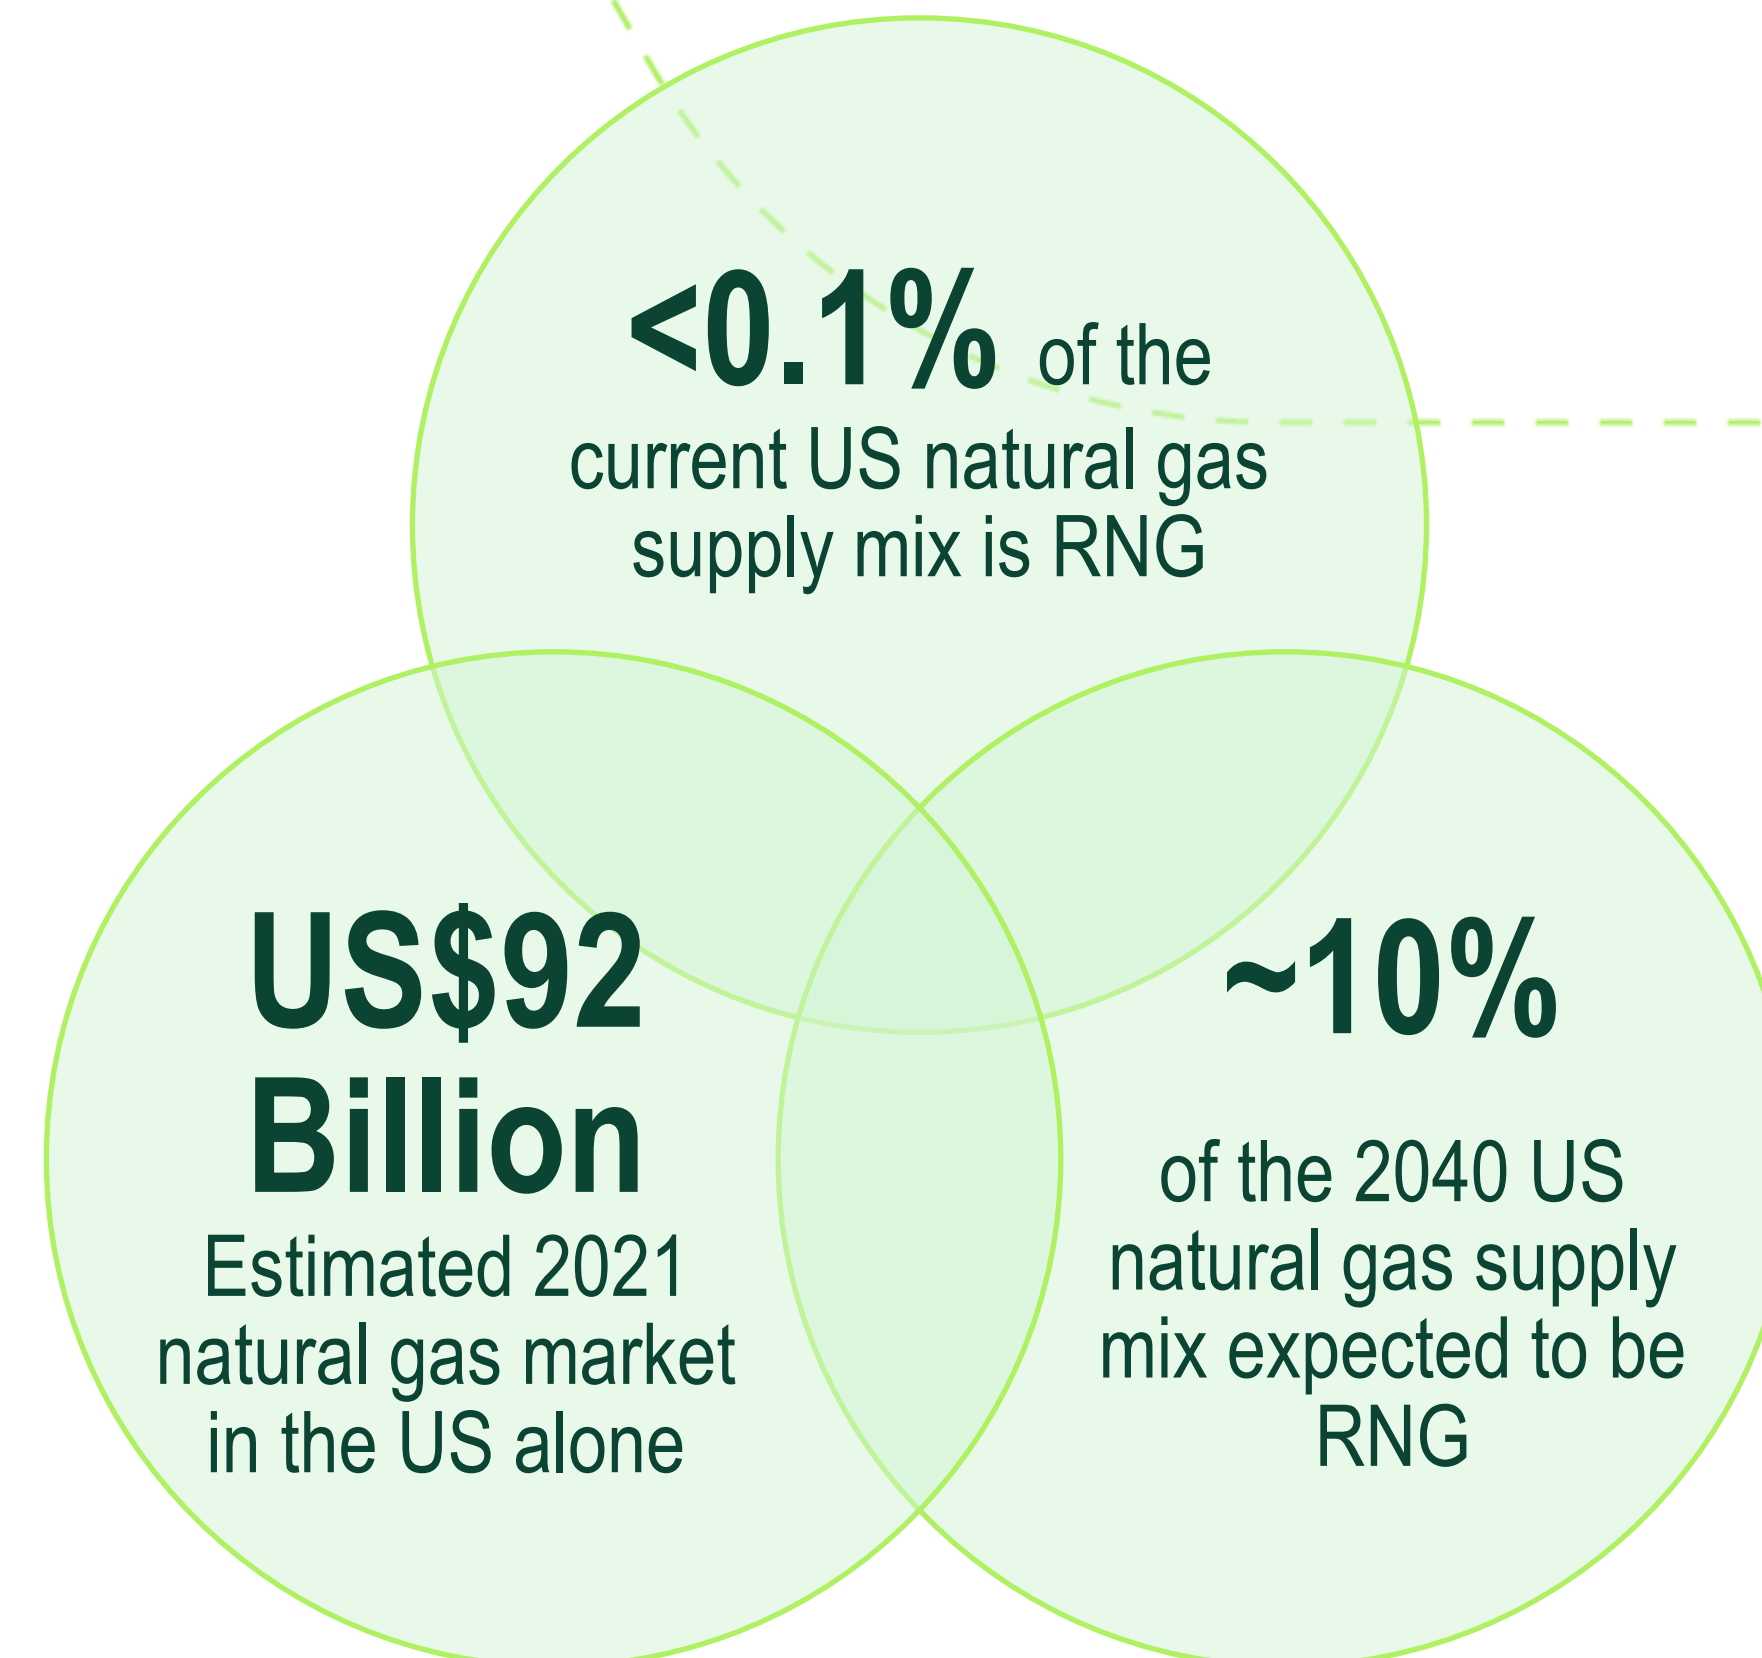 <0.1% of the
current US natural gas
supply mix is RNG
US$92
Billion
Estimated 2021
natural gas market
in the US alone
~10%
of the 2040 US
natural gas supply
mix expected to be
RNG